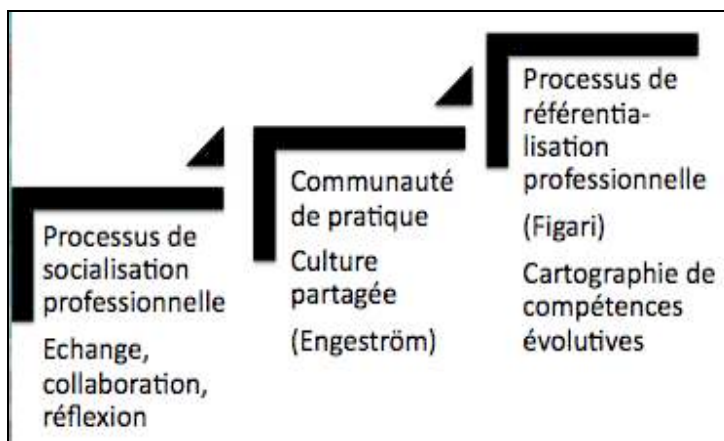 Processus de
socialisation
professionnelle
Echange,
collaboration,
réflexion
Communauté
de pratique
Culture
partagée
(Engeström)
Processus de
référentia-
lisation
professionnelle
(Figari)
Cartographie de
compétences
évolutives